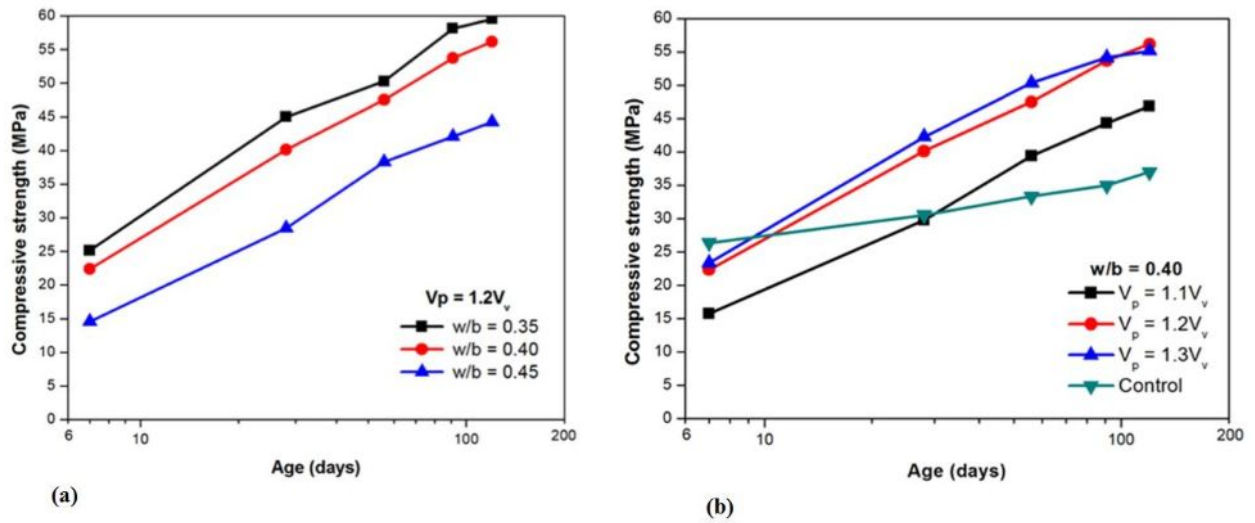 60
55
50
45
40
35
30
25
20
15
10
5
0
Compressive strength (MPa)
Vp = 1.2Vv
w/b = 0.35
w/b = 0.40
w/b = 0.45
6 10 100 200
Age (days)
(a)
60
55
50
45
40
35
30
25
20
15
10
5
0
Compressive strength (MPa)
w/b = 0.40
Vp = 1.1Vv
Vp = 1.2Vv
Vp = 1.3Vv
Control
6 10 100 200
Age (days)
(b)